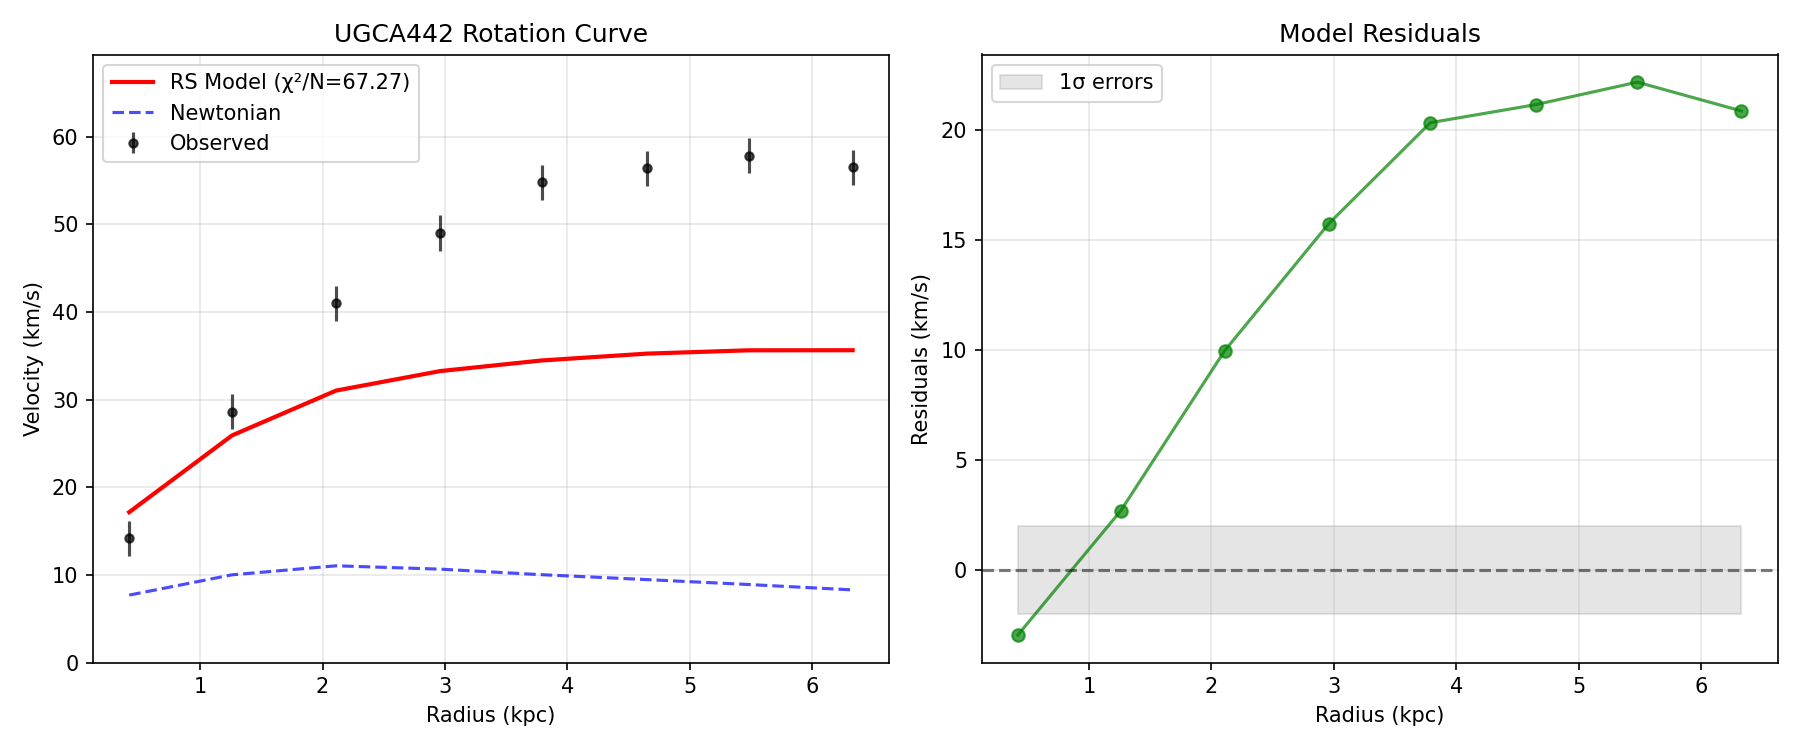 UGCA442 Rotation Curve
RS Model (χ²/N=67.27)
Newtonian
Observed
Velocity (km/s)
60
50
40
30
20
10
0
1 2 3 4 5 6
Radius (kpc)
Model Residuals
1σ errors
Residuals (km/s)
20
15
10
5
0
1 2 3 4 5 6
Radius (kpc)